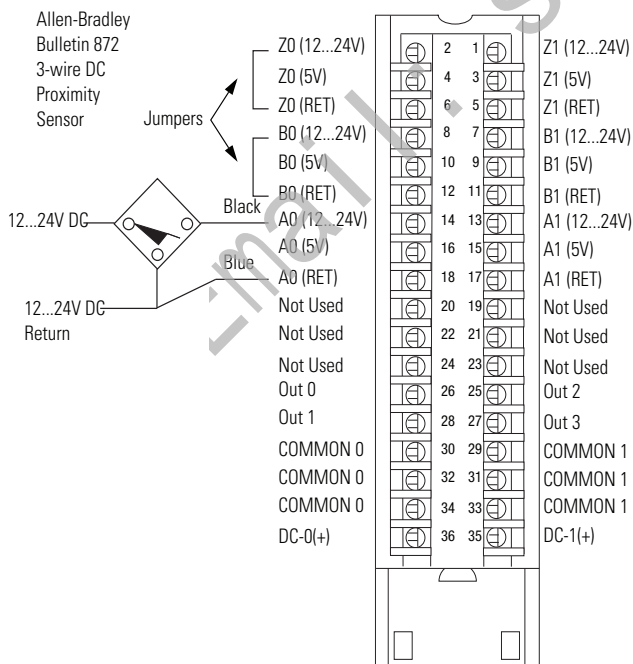 Allen-Bradley
Bulletin 872
3-wire DC
Proximity
Sensor
Jumpers
Z0 (12...24V) 2 1 Z1 (12...24V)
Z0 (5V) 4 3 Z1 (5V)
Z0 (RET) 6 5 Z1 (RET)
B0 (12...24V) 8 7 B1 (12...24V)
B0 (5V) 10 9 B1 (5V)
B0 (RET) 12 11 B1 (RET)
Black
12...24V DC A0 (12...24V) 14 13 A1 (12...24V)
A0 (5V) 16 15 A1 (5V)
Blue
A0 (RET) 18 17 A1 (RET)
12...24V DC
Return
Not Used 20 19 Not Used
Not Used 22 21 Not Used
Not Used 24 23 Not Used
Out 0 26 25 Out 2
Out 1 28 27 Out 3
COMMON 0 30 29 COMMON 1
COMMON 0 32 31 COMMON 1
COMMON 0 34 33 COMMON 1
DC-0(+) 36 35 DC-1(+)